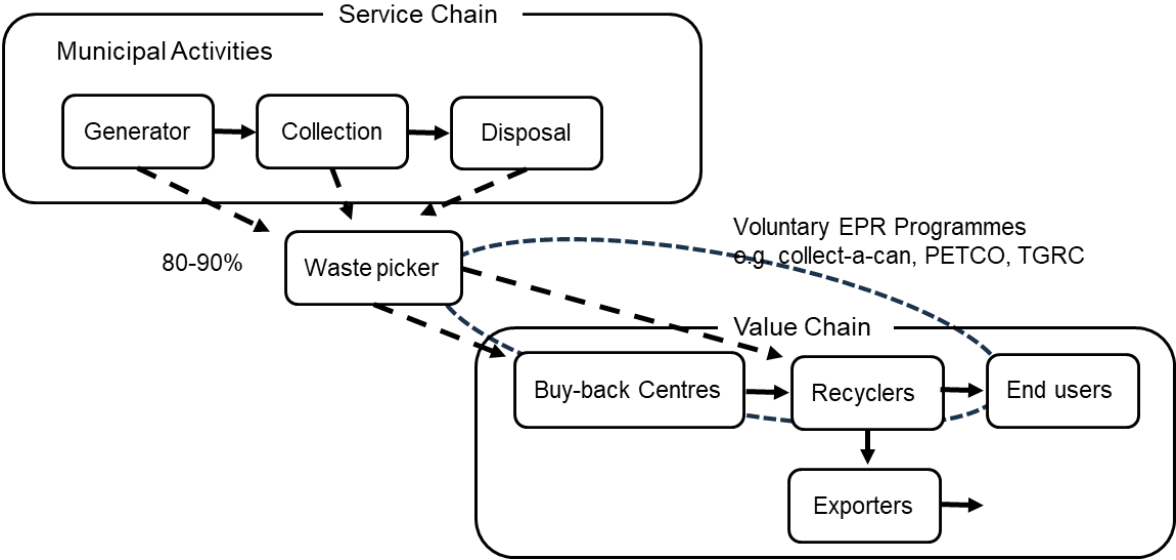 Service Chain
Municipal Activities
Generator
Collection
Disposal
80-90%
Waste picker
Voluntary EPR Programmes
e.g. collect-a-can, PETCO, TGRC
Value Chain
Buy-back Centres
Recyclers
End users
Exporters